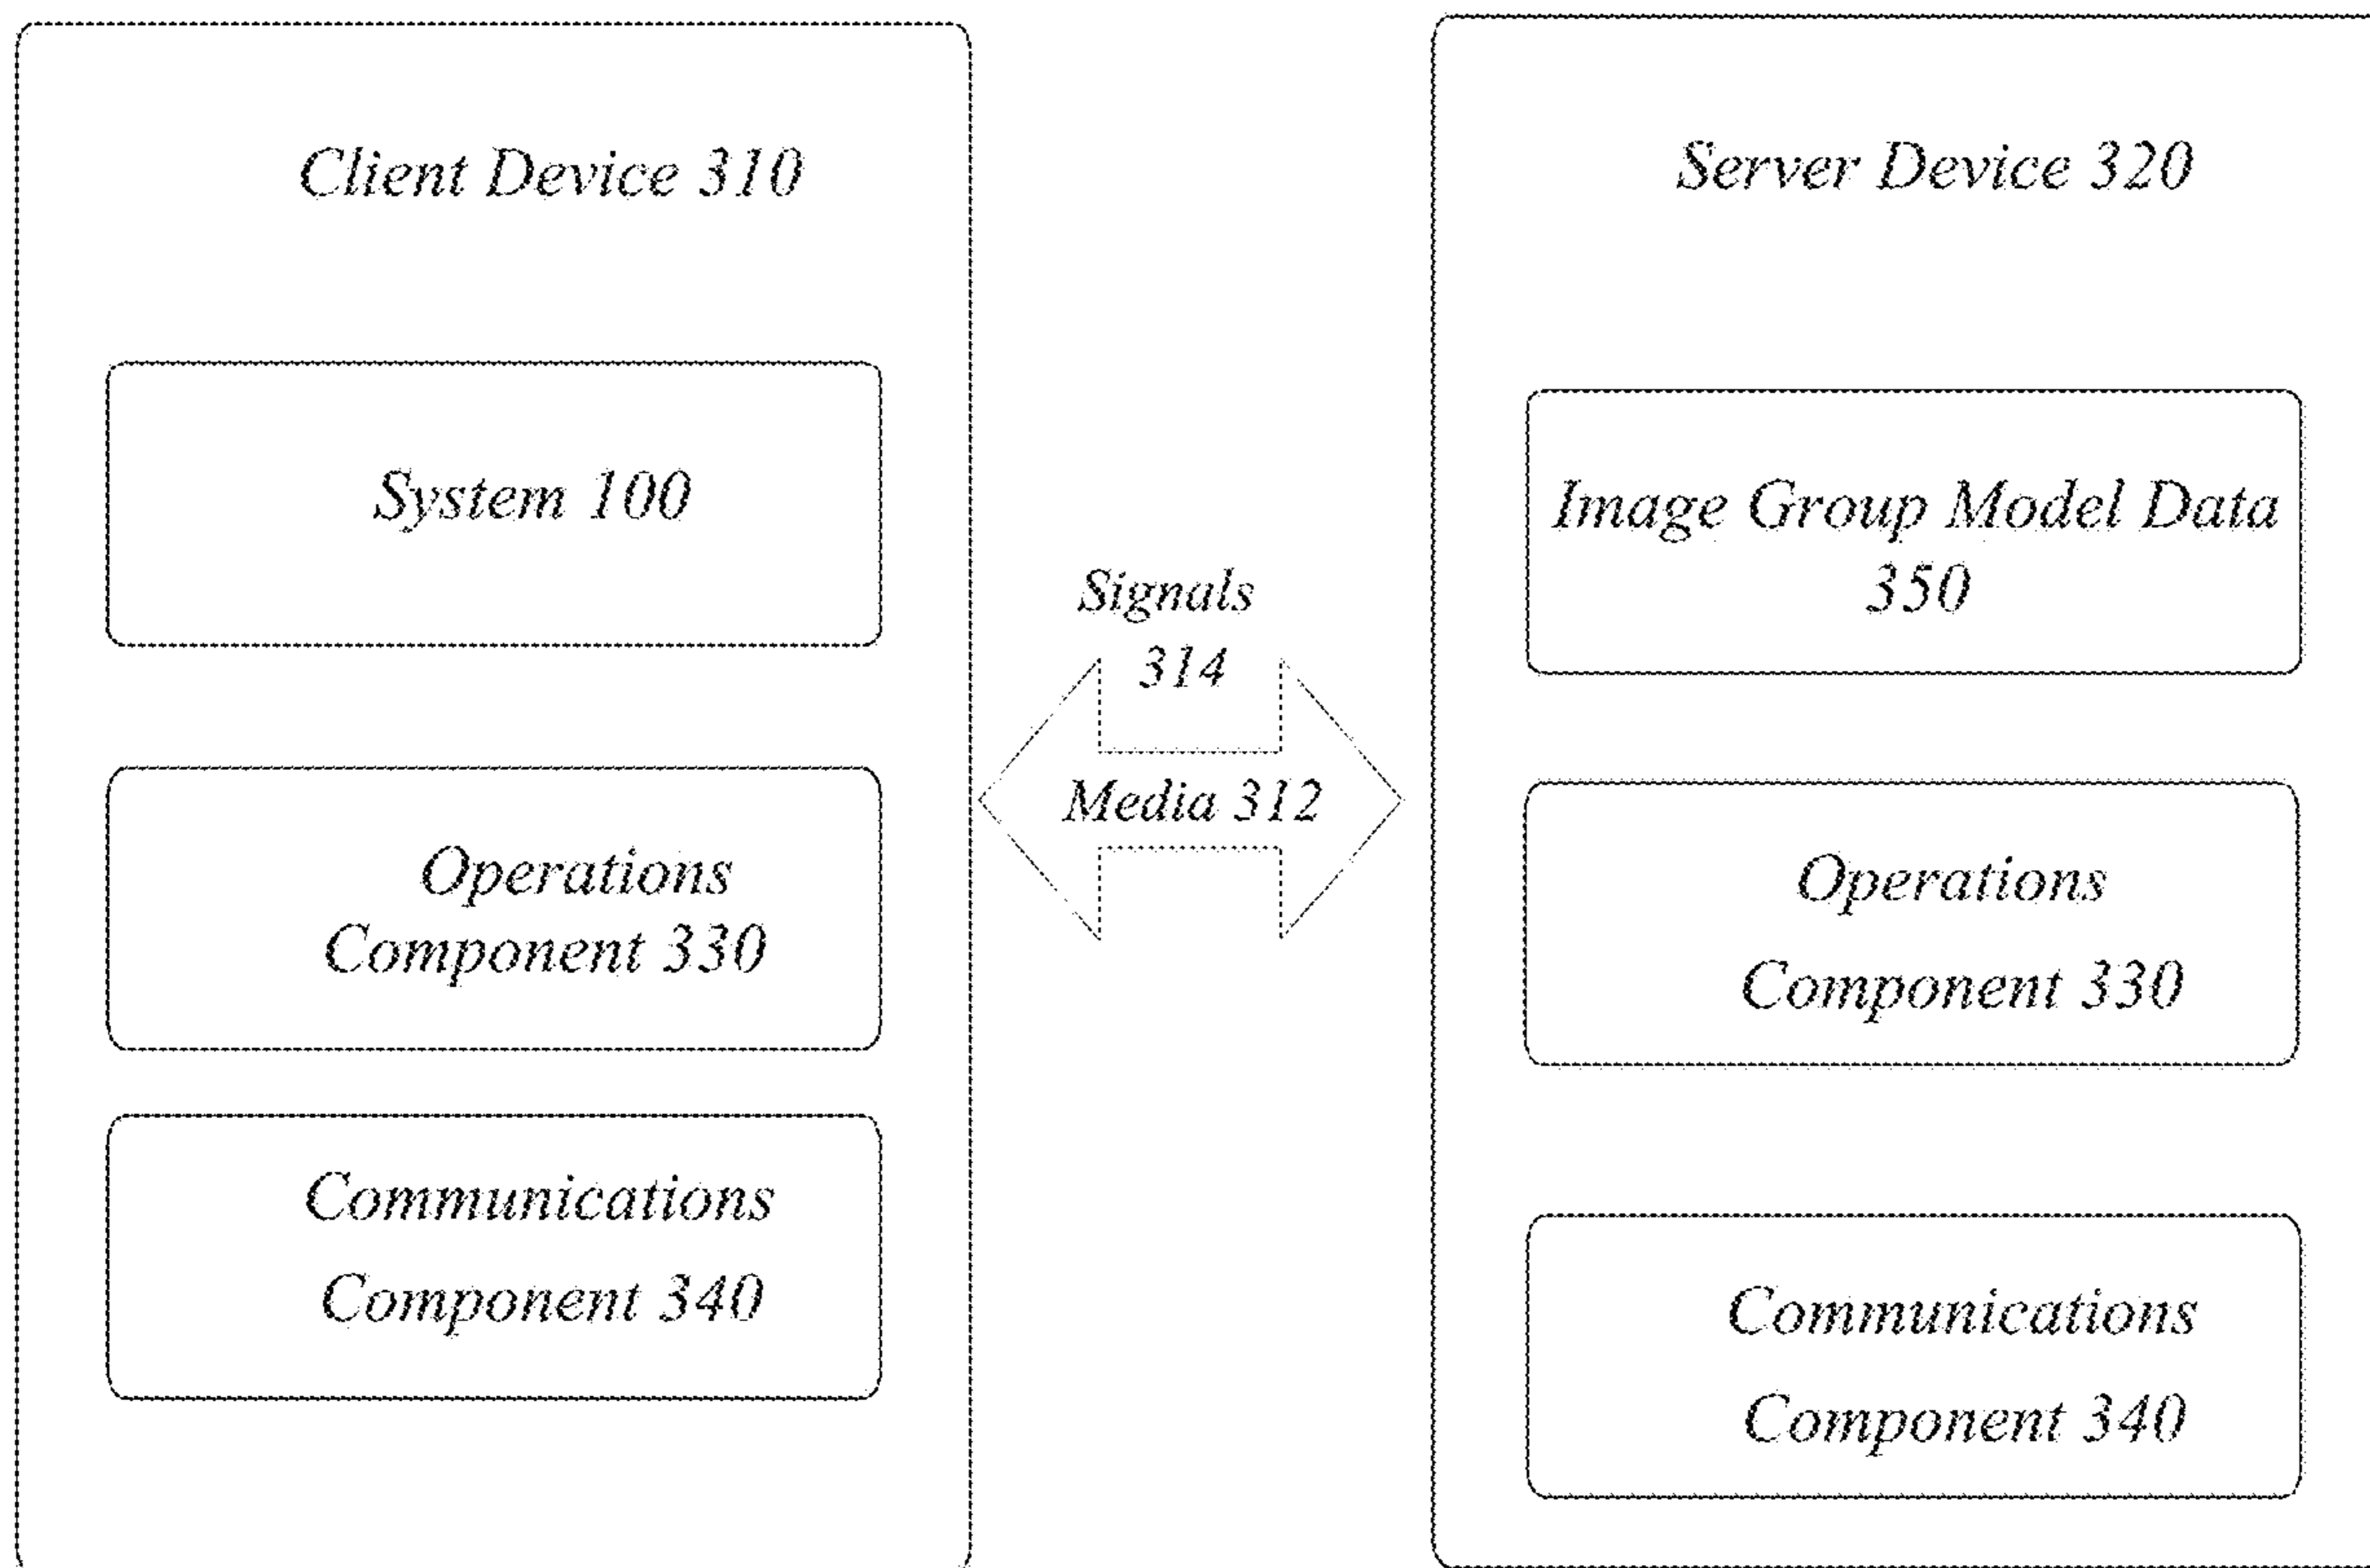 Client Device 310
System 100
Operations
Component 330
Communications
Component 340
Signals
314
Media 312
Server Device 320
Image Group Model Data
350
Operations
Component 330
Communications
Component 340